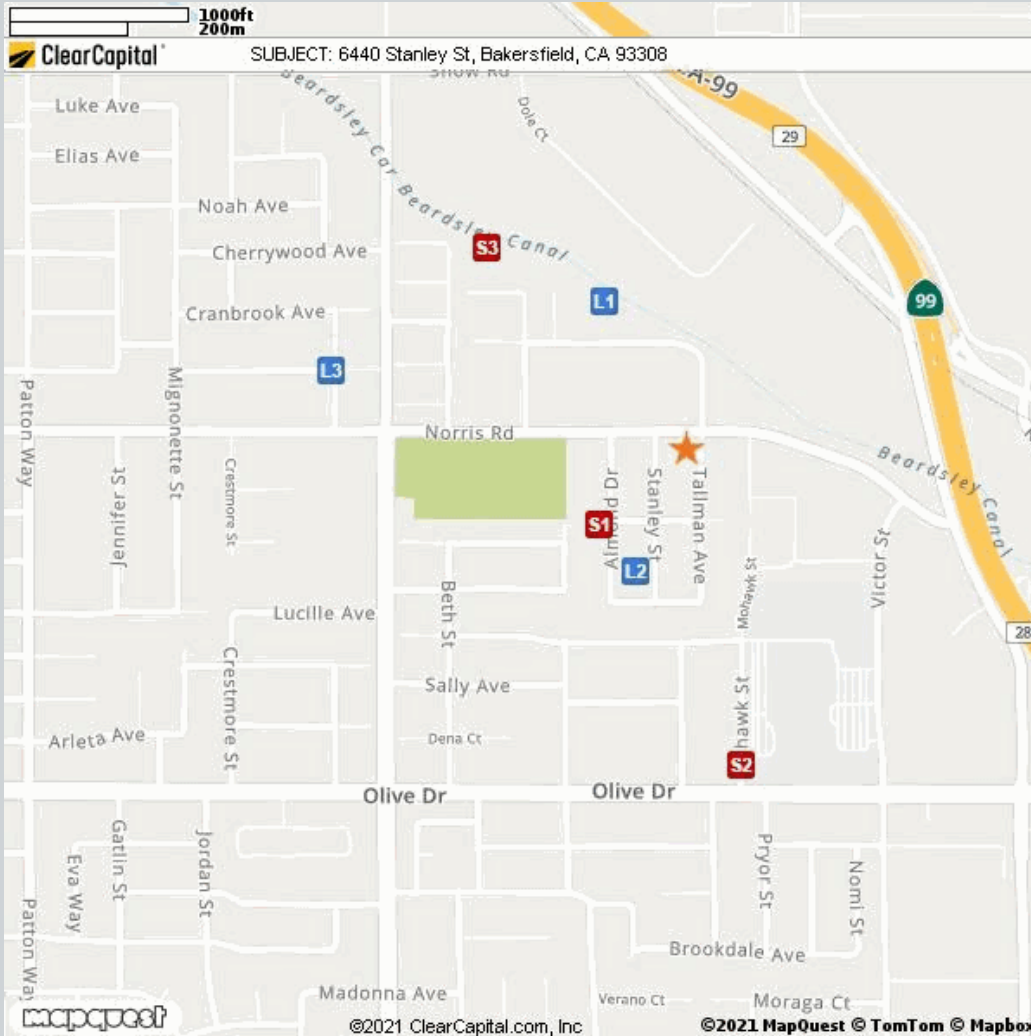 1000ft
200m
ClearCapital
SUBJECT: 6440 Stanley St, Bakersfield, CA 93308
Snow Rd
CA-99
Luke Ave
Beardsley Car
Dole Ct
29
Elias Ave
Noah Ave
Beardsley Canal
Cherrywood Ave
S3
L1
99
Cranbrook Ave
L3
Patton Way
Mignonette St
Norris Rd
Beardsley Canal
Jennifer St
Crestmore St
Almond Dr
Stanley St
Tallman Ave
S1
L2
Victor St
Mohawk St
Beth St
Lucille Ave
28
Crestmore St
Sally Ave
hawk St
Arleta Ave
Dena Ct
S2
Olive Dr
Olive Dr
Gatlin St
Jordan St
Eva Way
Pryor St
Nomi St
Patton Way
Brookdale Ave
Madonna Ave
Verano Ct
Moraga Ct
mapquest
©2021 ClearCapital.com, Inc
©2021 MapQuest © TomTom © Mapbox